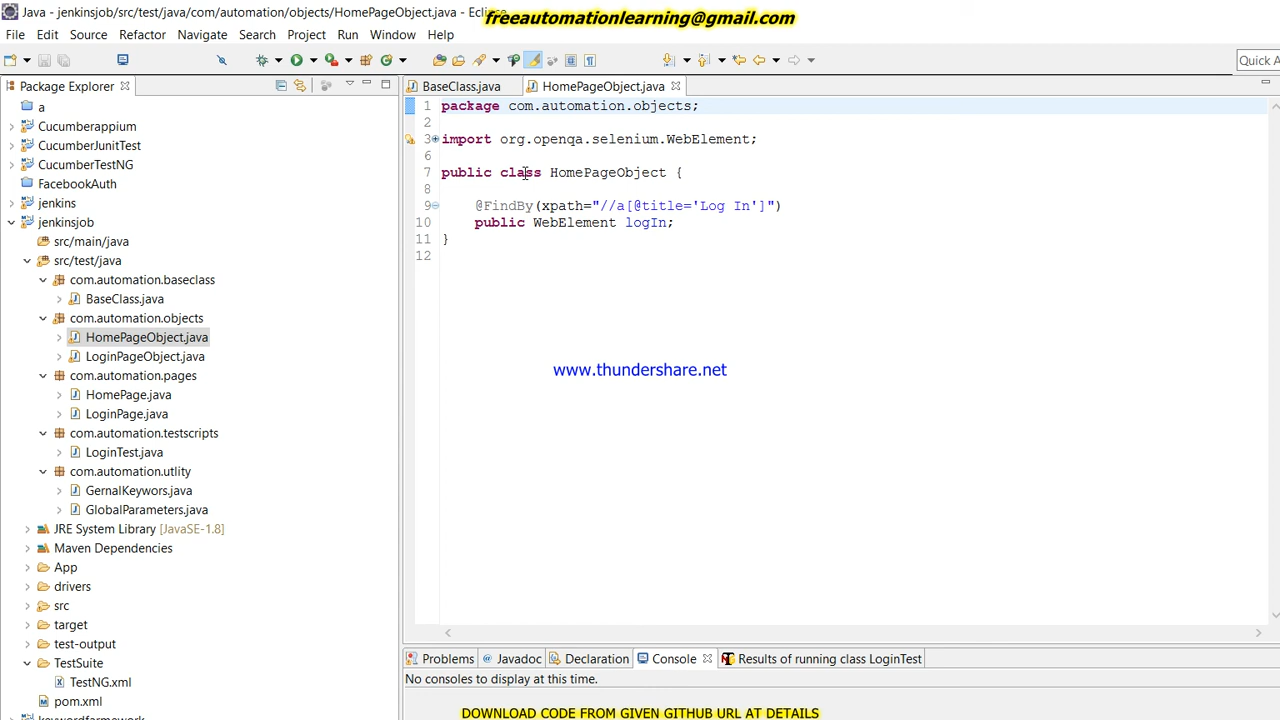 Java - jenkinsjob/src/test/java/com/automation/objects/HomePageObject.java - Eclipse
freeautomationlearning@gmail.com
File Edit Source Refactor Navigate Search Project Run Window Help
Quick A
Package Explorer
BaseClass.java
HomePageObject.java
a
Cucumberappium
CucumberJunitTest
CucumberTestNG
FacebookAuth
jenkins
jenkinsjob
src/main/java
src/test/java
com.automation.baseclass
BaseClass.java
com.automation.objects
HomePageObject.java
LoginPageObject.java
com.automation.pages
HomePage.java
LoginPage.java
com.automation.testscripts
LoginTest.java
com.automation.utlity
GernalKeywors.java
GlobalParameters.java
JRE System Library [JavaSE-1.8]
Maven Dependencies
App
drivers
src
target
test-output
TestSuite
TestNG.xml
pom.xml
1 package com.automation.objects;
2
3 import org.openqa.selenium.WebElement;
6
7 public class HomePageObject {
8
9 @FindBy(xpath="//a[@title='Log In']")
10 public WebElement logIn;
11 }
12
www.thundershare.net
Problems @ Javadoc Declaration Console Results of running class LoginTest
No consoles to display at this time.
DOWNLOAD CODE FROM GIVEN GITHUB URL AT DETAILS